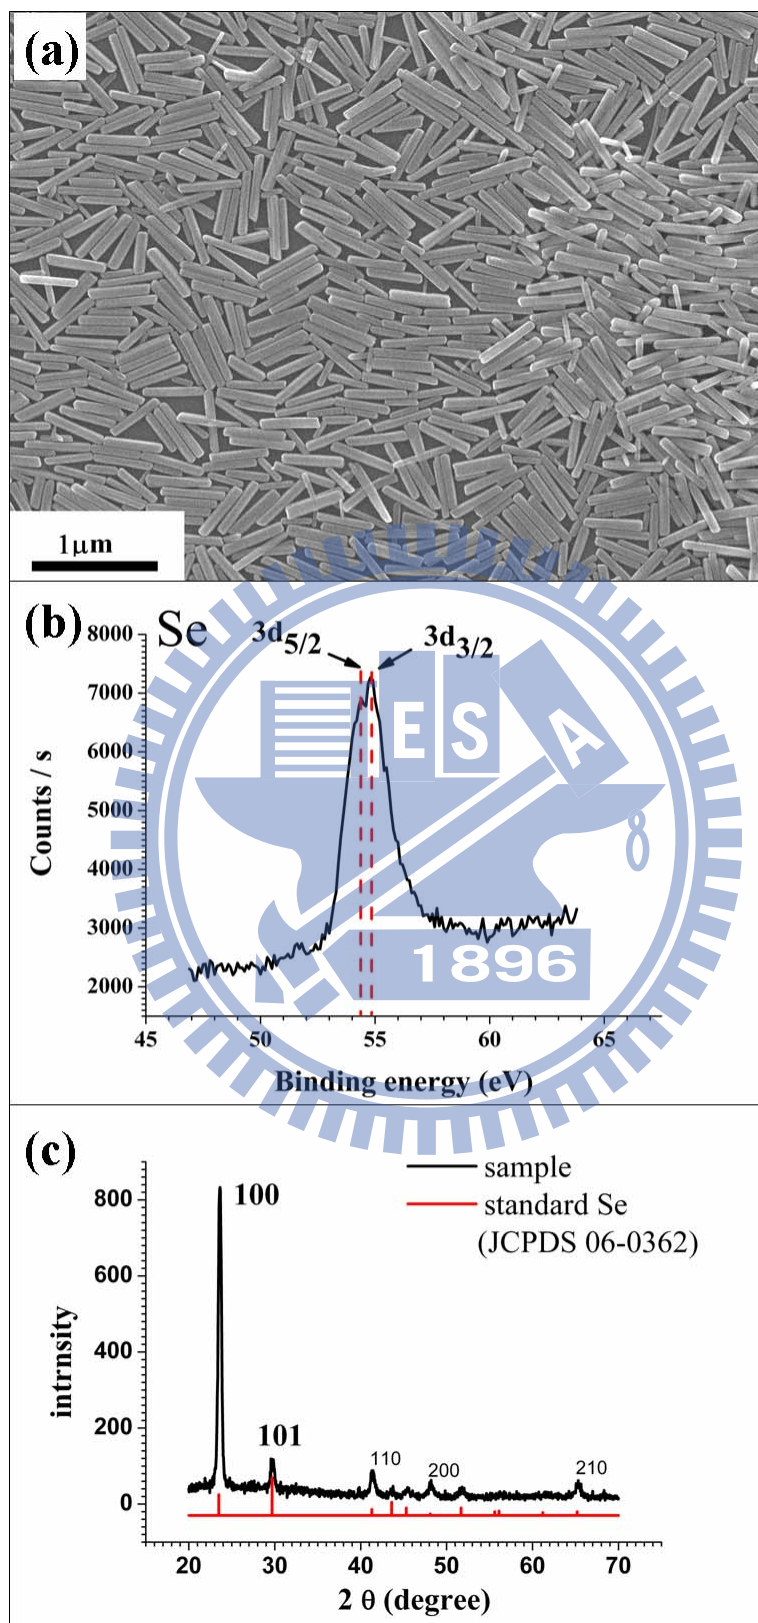 (a)
1μm
(b)
Se
3d5/2
3d3/2
8000
7000
6000
5000
4000
3000
2000
Counts / s
45
50
55
60
65
Binding energy (eV)
E S A
8
1896
(c)
sample
standard Se
(JCPDS 06-0362)
100
101
110
200
210
800
600
400
200
0
intrnsity
20
30
40
50
60
70
2 θ (degree)